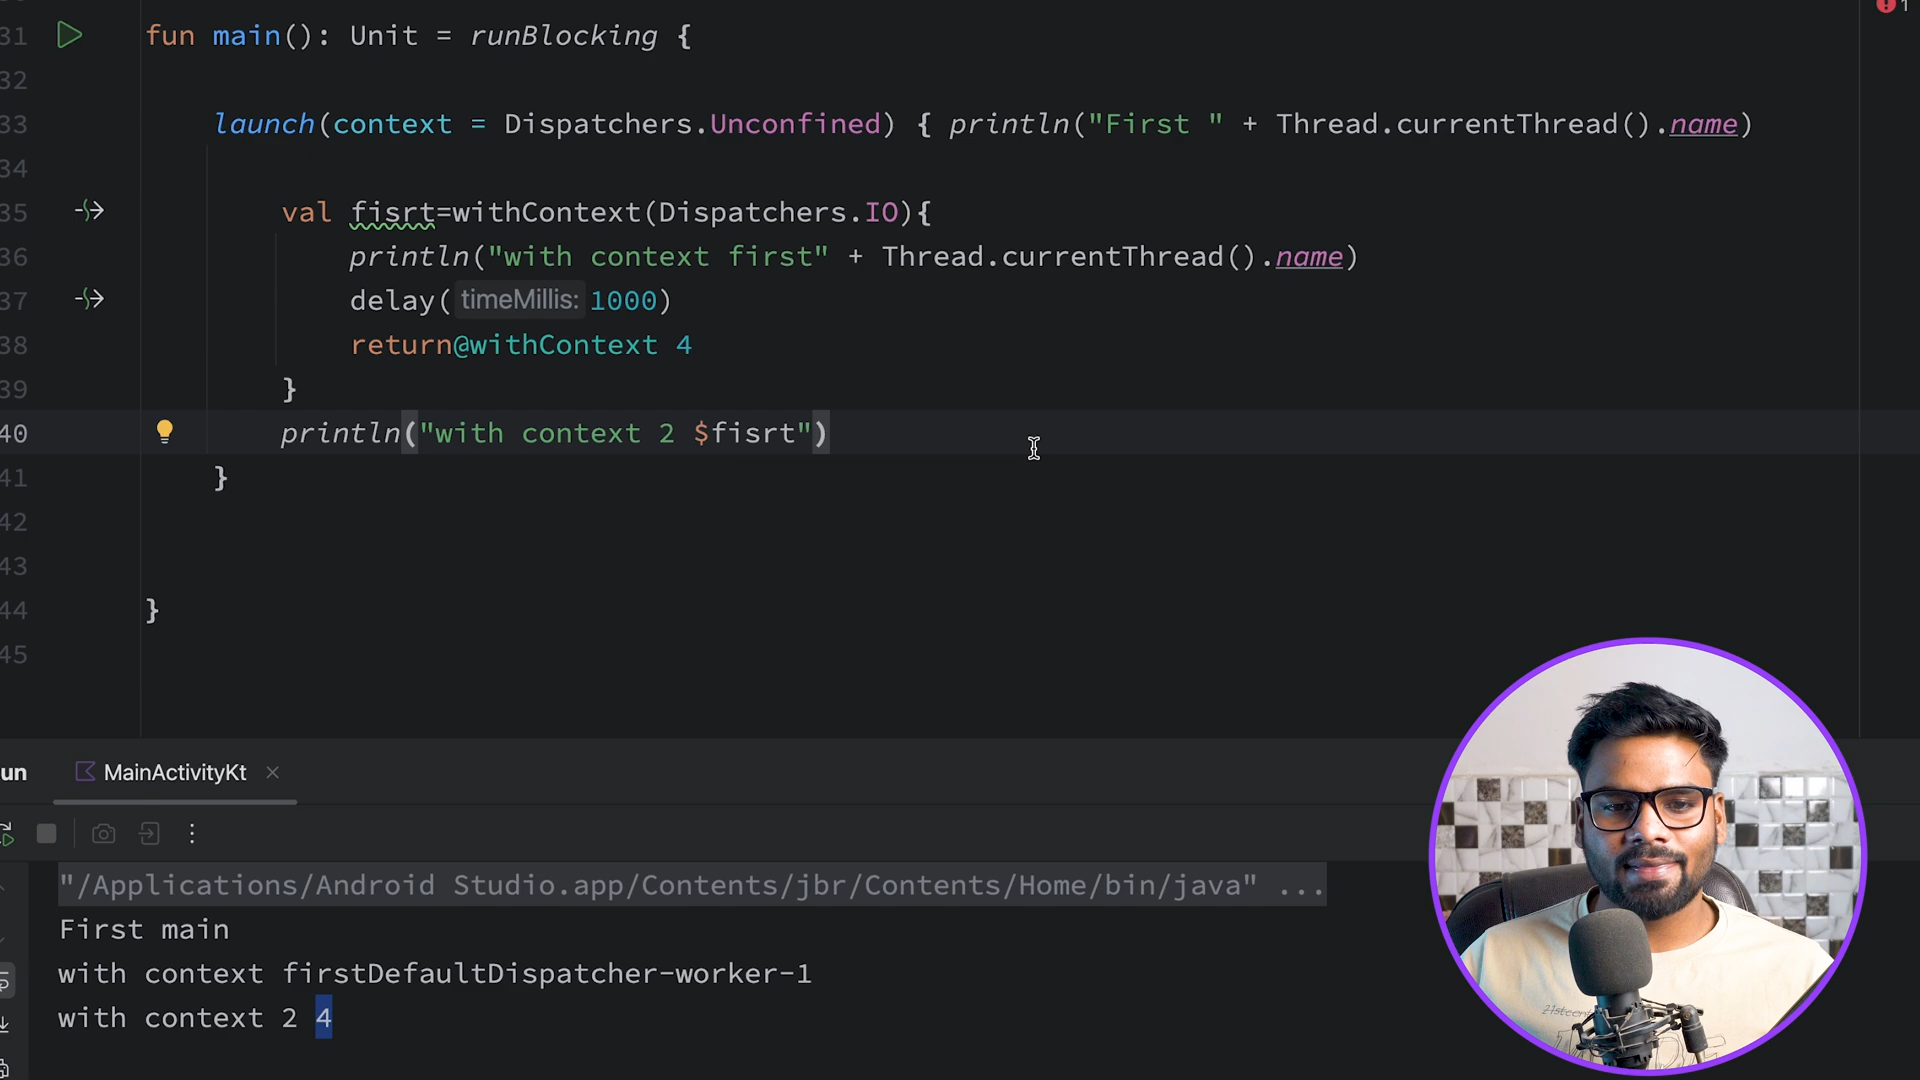 31 fun main(): Unit = runBlocking {
1
32
33 launch(context = Dispatchers.Unconfined) { println("First " + Thread.currentThread().name)
34
35 val fisrt=withContext(Dispatchers.IO){
36 println("with context first" + Thread.currentThread().name)
37 delay( timeMillis: 1000)
38 return@withContext 4
39 }
40 println("with context 2 $fisrt")
41 }
42
43
44 }
45
un MainActivityKt
"/Applications/Android Studio.app/Contents/jbr/Contents/Home/bin/java" ...
First main
with context firstDefaultDispatcher-worker-1
with context 2 4